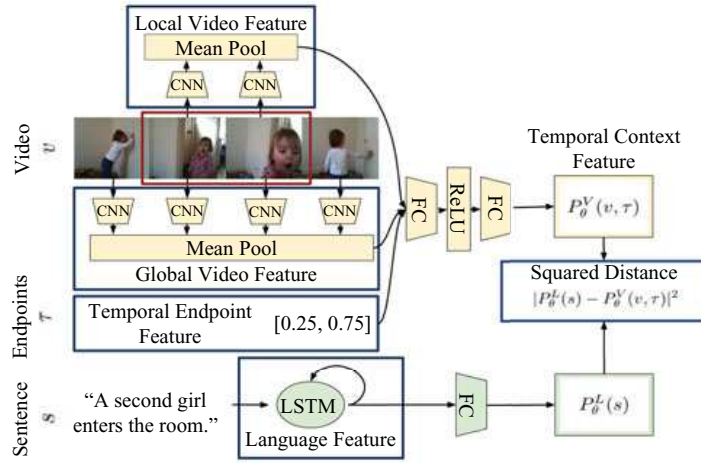 Local Video Feature
Mean Pool
CNN CNN
Video
v
Temporal Context
Feature
CNN CNN CNN CNN
Mean Pool
Global Video Feature
FC
ReLU
FC
P_θ^V(v, τ)
Squared Distance
|P_θ^L(s) − P_θ^V(v, τ)|²
Endpoints
τ
Temporal Endpoint
Feature
[0.25, 0.75]
Sentence
s
“A second girl
enters the room.”
LSTM
Language Feature
FC
P_θ^L(s)